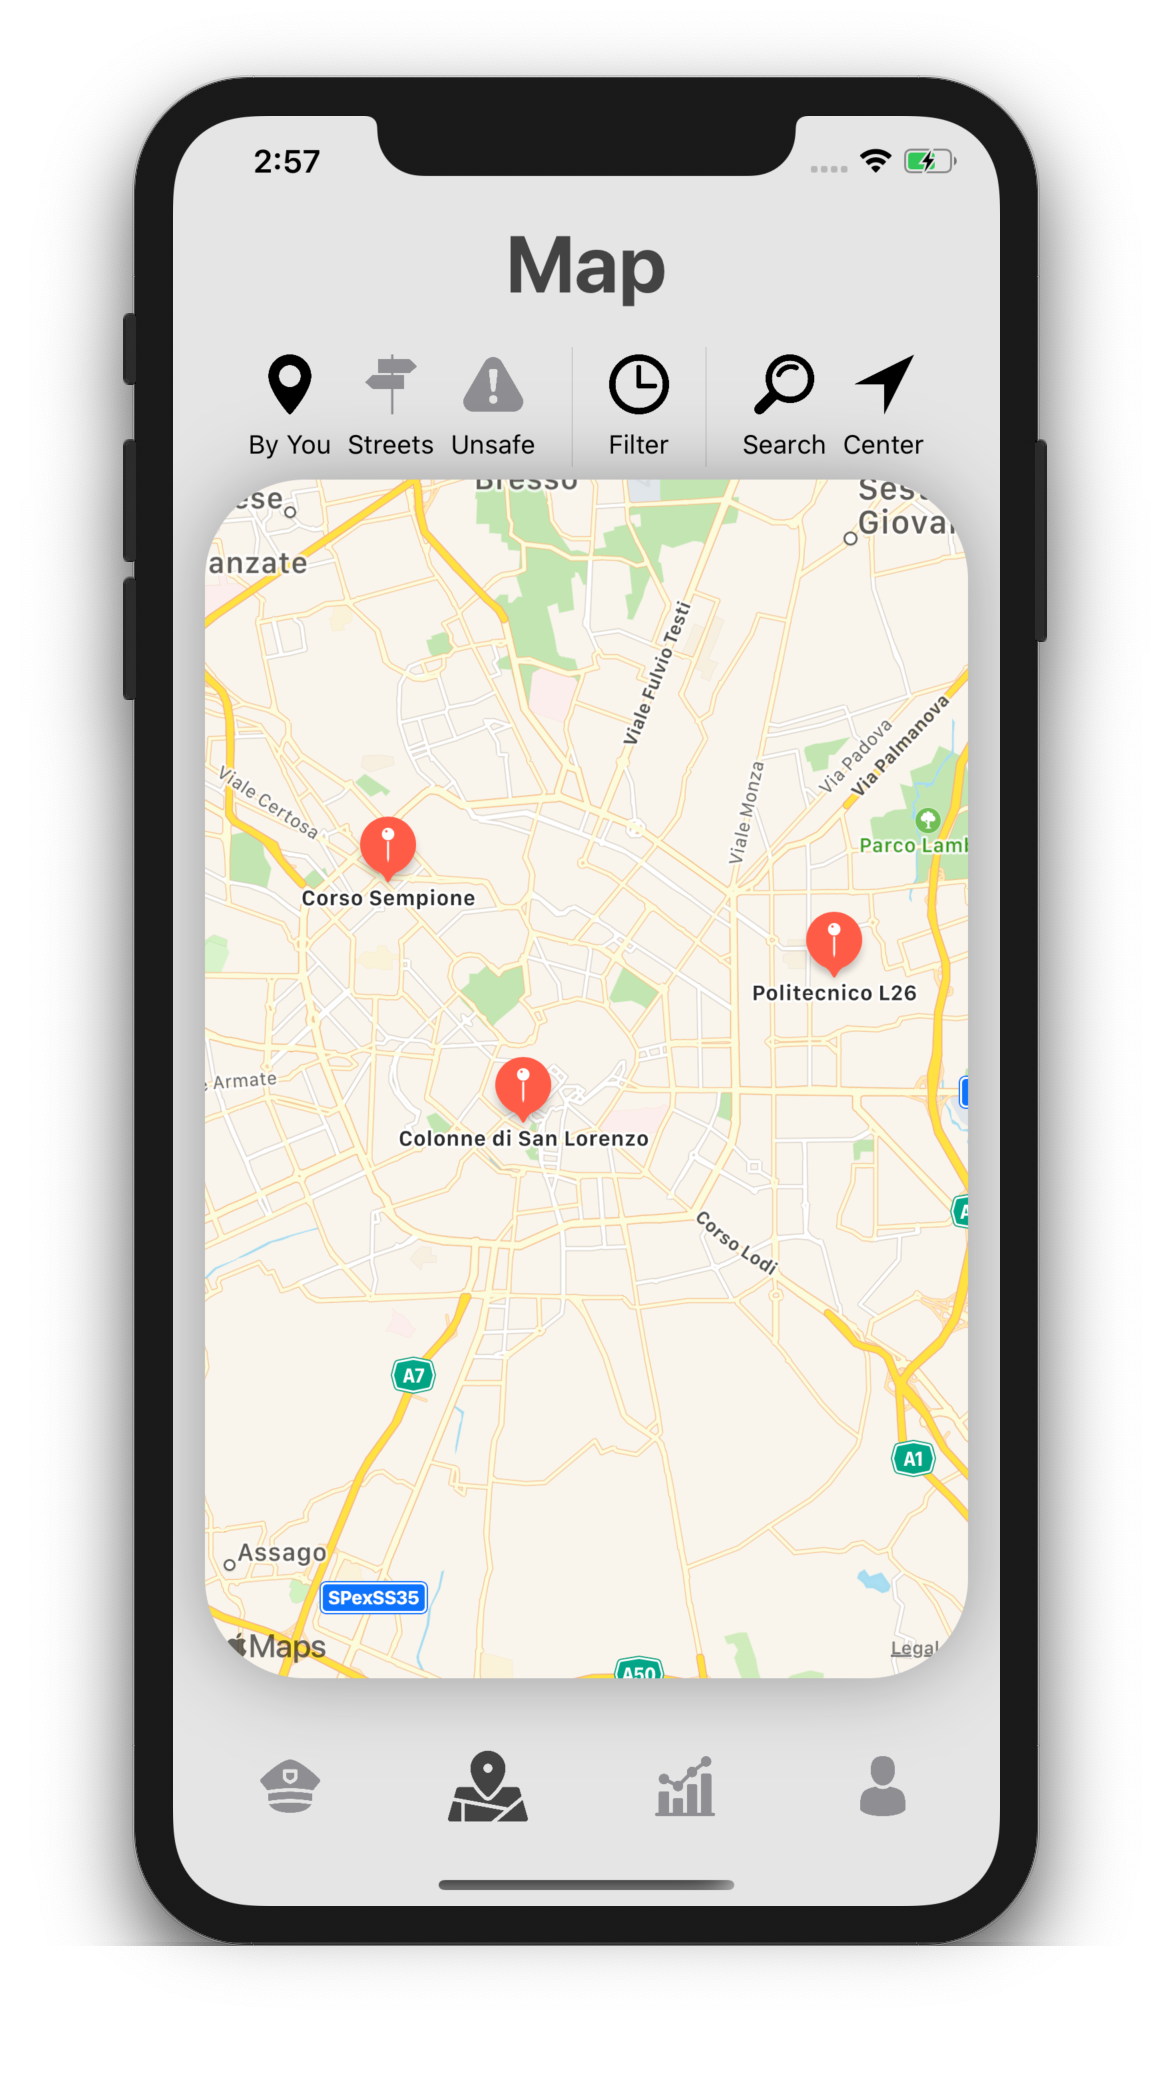 2:57
Map
By You
Streets
Unsafe
Filter
Search
Center
Bresso
Giova
anzate
Viale Fulvio Testi
Via Padova
Via Palmanova
Viale Monza
Viale Certosa
Parco Lamb
Corso Sempione
Politecnico L26
Armate
Colonne di San Lorenzo
Corso Lodi
A7
A1
Assago
SPexSS35
Maps
Legal
A50